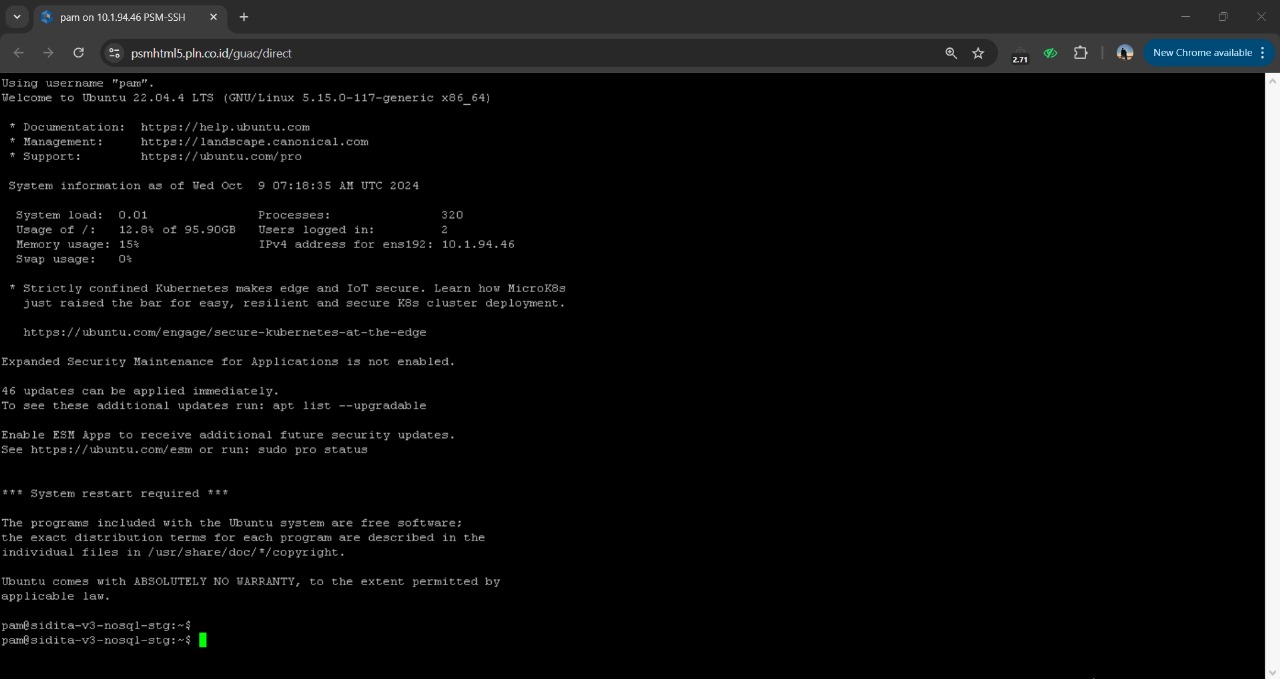 pam on 10.1.94.46 PSM-SSH
psmhtml5.pln.co.id/guac/direct
2.71
New Chrome available
Using username "pam".
Welcome to Ubuntu 22.04.4 LTS (GNU/Linux 5.15.0-117-generic x86_64)
* Documentation:  https://help.ubuntu.com
* Management:     https://landscape.canonical.com
* Support:        https://ubuntu.com/pro
System information as of Wed Oct  9 07:18:35 AM UTC 2024
System load:  0.01               Processes:               320
Usage of /:   12.8% of 95.90GB   Users logged in:         2
Memory usage: 15%                IPv4 address for ens192: 10.1.94.46
Swap usage:   0%
* Strictly confined Kubernetes makes edge and IoT secure. Learn how MicroK8s
just raised the bar for easy, resilient and secure K8s cluster deployment.
https://ubuntu.com/engage/secure-kubernetes-at-the-edge
Expanded Security Maintenance for Applications is not enabled.
46 updates can be applied immediately.
To see these additional updates run: apt list --upgradable
Enable ESM Apps to receive additional future security updates.
See https://ubuntu.com/esm or run: sudo pro status
*** System restart required ***
The programs included with the Ubuntu system are free software;
the exact distribution terms for each program are described in the
individual files in /usr/share/doc/*/copyright.
Ubuntu comes with ABSOLUTELY NO WARRANTY, to the extent permitted by
applicable law.
pam@sidita-v3-nosql-stg:~$
pam@sidita-v3-nosql-stg:~$